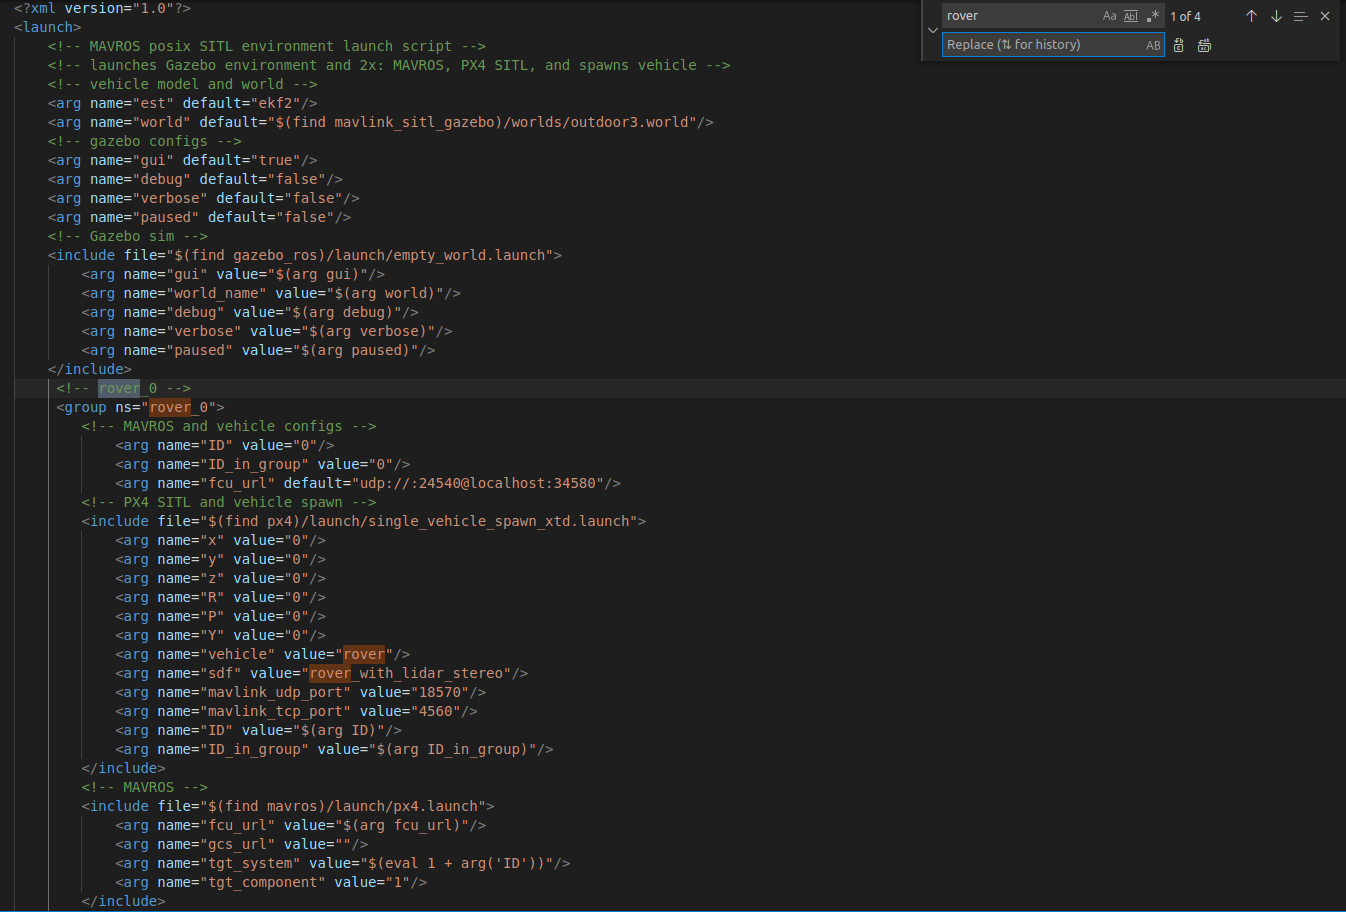 <?xml version="1.0"?>
<launch>
<!-- MAVROS posix SITL environment launch script -->
<!-- launches Gazebo environment and 2x: MAVROS, PX4 SITL, and spawns vehicle -->
<!-- vehicle model and world -->
<arg name="est" default="ekf2"/>
<arg name="world" default="$(find mavlink_sitl_gazebo)/worlds/outdoor3.world"/>
<!-- gazebo configs -->
<arg name="gui" default="true"/>
<arg name="debug" default="false"/>
<arg name="verbose" default="false"/>
<arg name="paused" default="false"/>
<!-- Gazebo sim -->
<include file="$(find gazebo_ros)/launch/empty_world.launch">
<arg name="gui" value="$(arg gui)"/>
<arg name="world_name" value="$(arg world)"/>
<arg name="debug" value="$(arg debug)"/>
<arg name="verbose" value="$(arg verbose)"/>
<arg name="paused" value="$(arg paused)"/>
</include>
<!-- rover_0 -->
<group ns="rover_0">
<!-- MAVROS and vehicle configs -->
<arg name="ID" value="0"/>
<arg name="ID_in_group" value="0"/>
<arg name="fcu_url" default="udp://:24540@localhost:34580"/>
<!-- PX4 SITL and vehicle spawn -->
<include file="$(find px4)/launch/single_vehicle_spawn_xtd.launch">
<arg name="x" value="0"/>
<arg name="y" value="0"/>
<arg name="z" value="0"/>
<arg name="R" value="0"/>
<arg name="P" value="0"/>
<arg name="Y" value="0"/>
<arg name="vehicle" value="rover"/>
<arg name="sdf" value="rover_with_lidar_stereo"/>
<arg name="mavlink_udp_port" value="18570"/>
<arg name="mavlink_tcp_port" value="4560"/>
<arg name="ID" value="$(arg ID)"/>
<arg name="ID_in_group" value="$(arg ID_in_group)"/>
</include>
<!-- MAVROS -->
<include file="$(find mavros)/launch/px4.launch">
<arg name="fcu_url" value="$(arg fcu_url)"/>
<arg name="gcs_url" value=""/>
<arg name="tgt_system" value="$(eval 1 + arg('ID'))"/>
<arg name="tgt_component" value="1"/>
</include>
rover Aa Abl .* 1 of 4
Replace (⇅ for history) AB